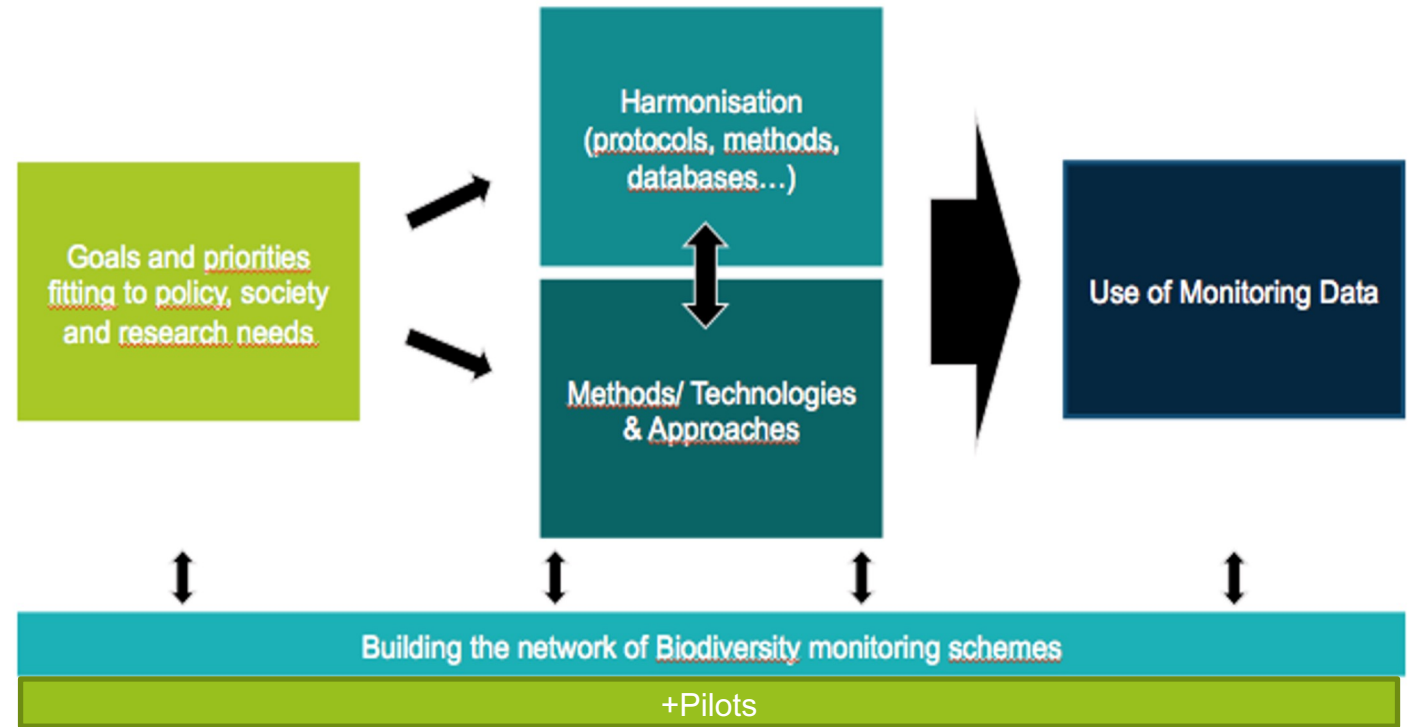 Goals and priorities
fitting to policy, society
and research needs
Harmonisation
(protocols, methods,
databases…)
Methods/ Technologies
& Approaches
Use of Monitoring Data
Building the network of Biodiversity monitoring schemes
+Pilots